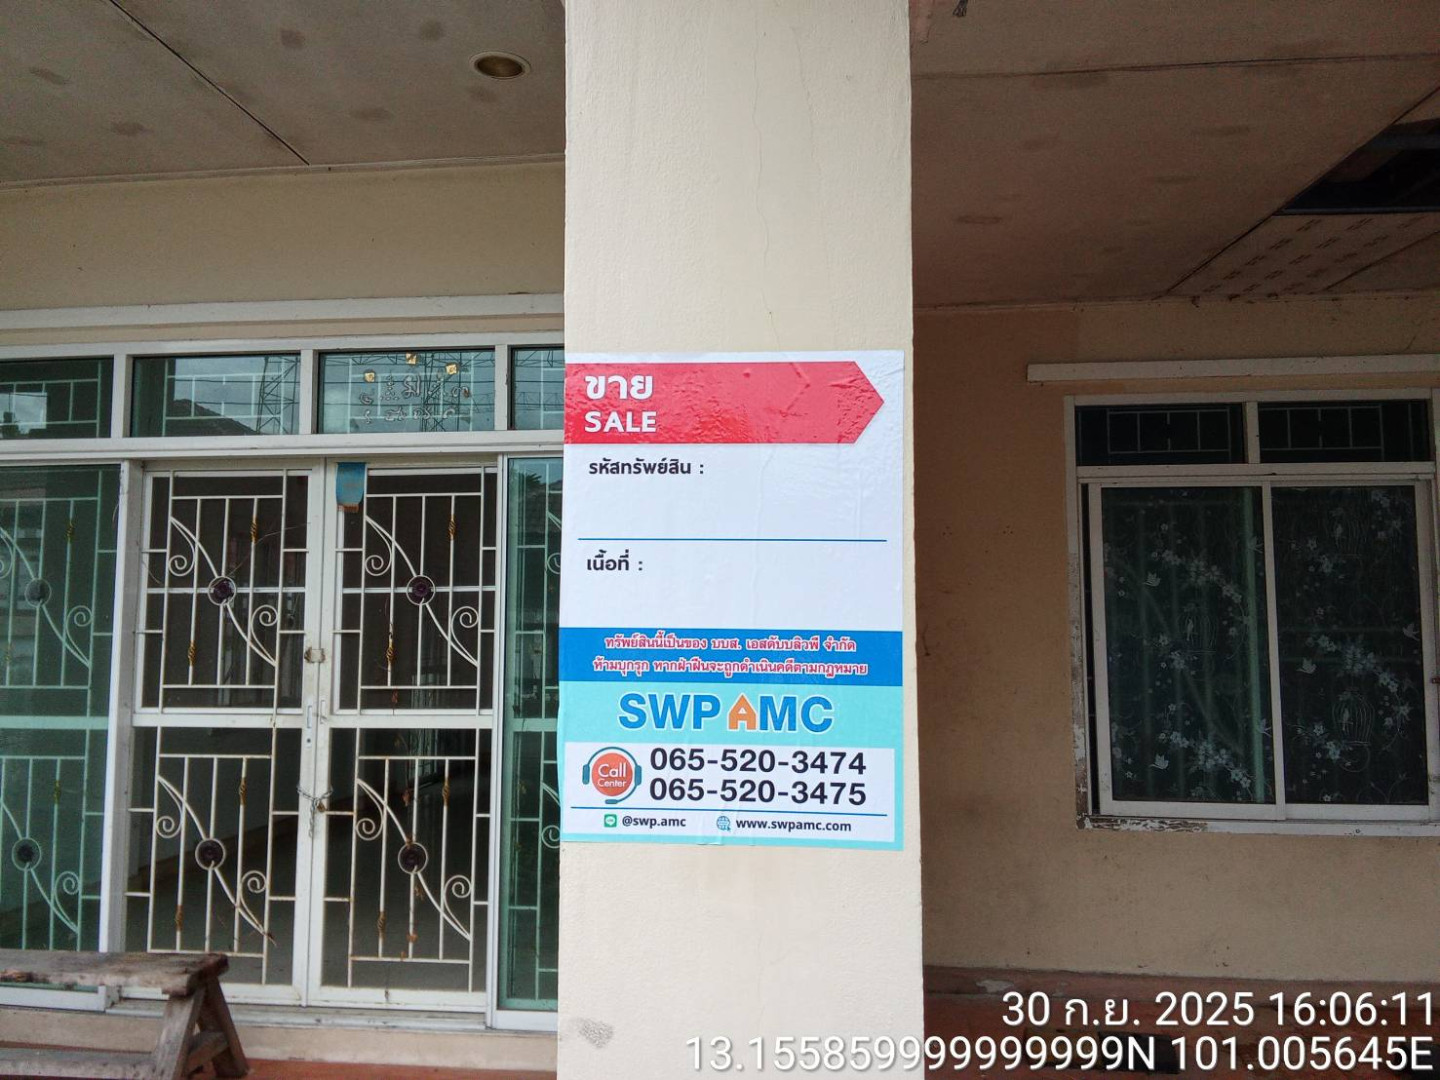 ขาย
SALE
รหัสทรัพย์สิน :
เนื้อที่ :
ทรัพย์สินนี้เป็นของ บบส. เอสดับบลิวพี จำกัด
ห้ามบุกรุก หากฝ่าฝืนจะถูกดำเนินคดีตามกฎหมาย
SWP AMC
Call Center
065-520-3474
065-520-3475
@swp.amc www.swpamc.com
30 ก.ย. 2025 16:06:11
13.155859999999999N 101.005645E